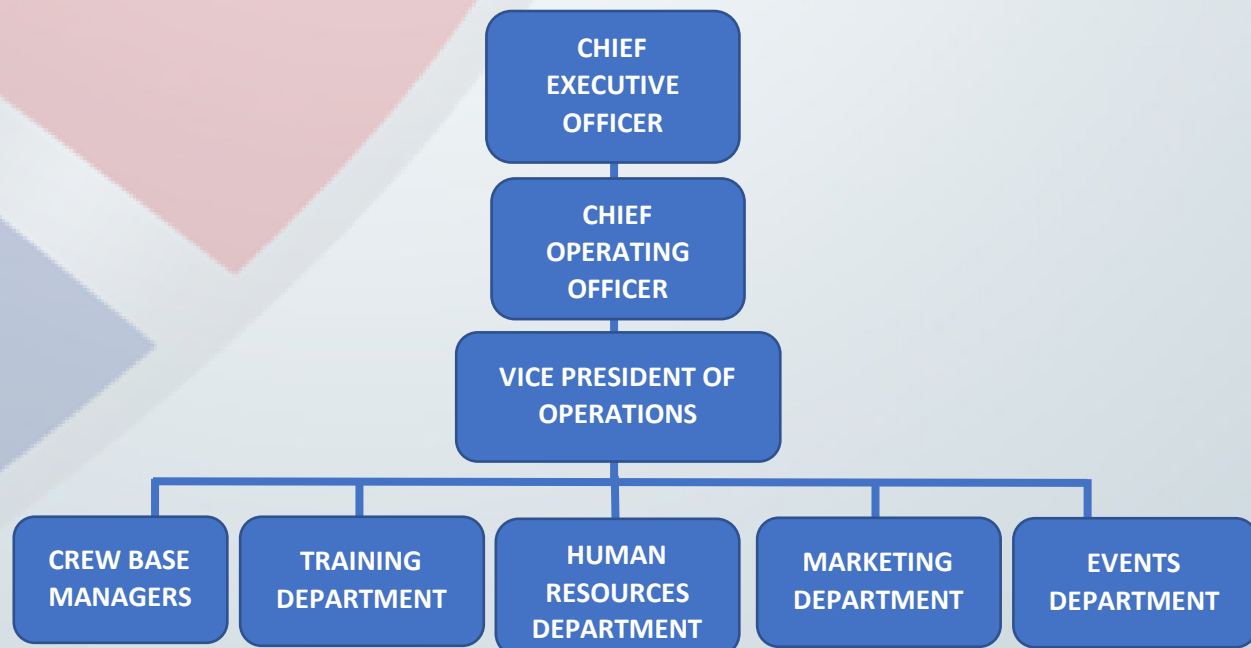 CHIEF
EXECUTIVE
OFFICER
CHIEF
OPERATING
OFFICER
VICE PRESIDENT OF
OPERATIONS
CREW BASE
MANAGERS
TRAINING
DEPARTMENT
HUMAN
RESOURCES
DEPARTMENT
MARKETING
DEPARTMENT
EVENTS
DEPARTMENT